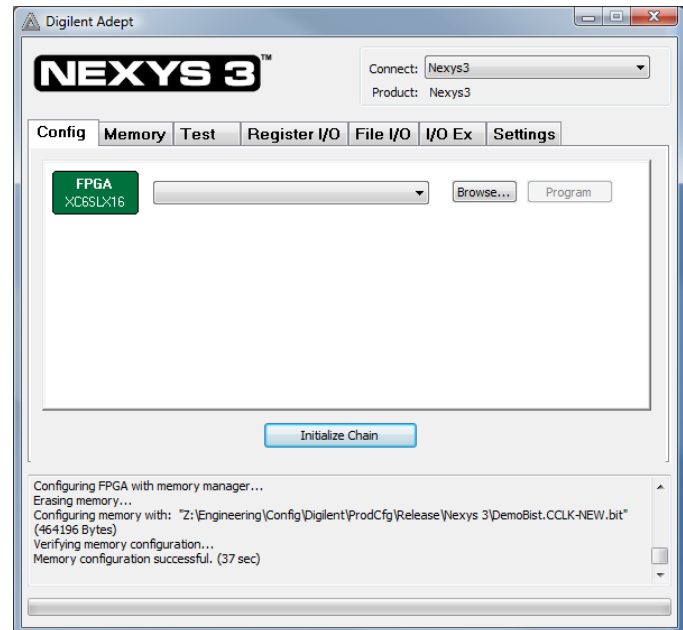 Digilent Adept
NEXYS 3™
Connect: Nexys3
Product: Nexys3
Config Memory Test Register I/O File I/O I/O Ex Settings
FPGA
XC6SLX16
Browse... Program
Initialize Chain
Configuring FPGA with memory manager...
Erasing memory...
Configuring memory with: "Z:\Engineering\Config\Digilent\ProdCfg\Release\Nexys 3\DemoBist.CCLK-NEW.bit"
(464196 Bytes)
Verifying memory configuration...
Memory configuration successful. (37 sec)